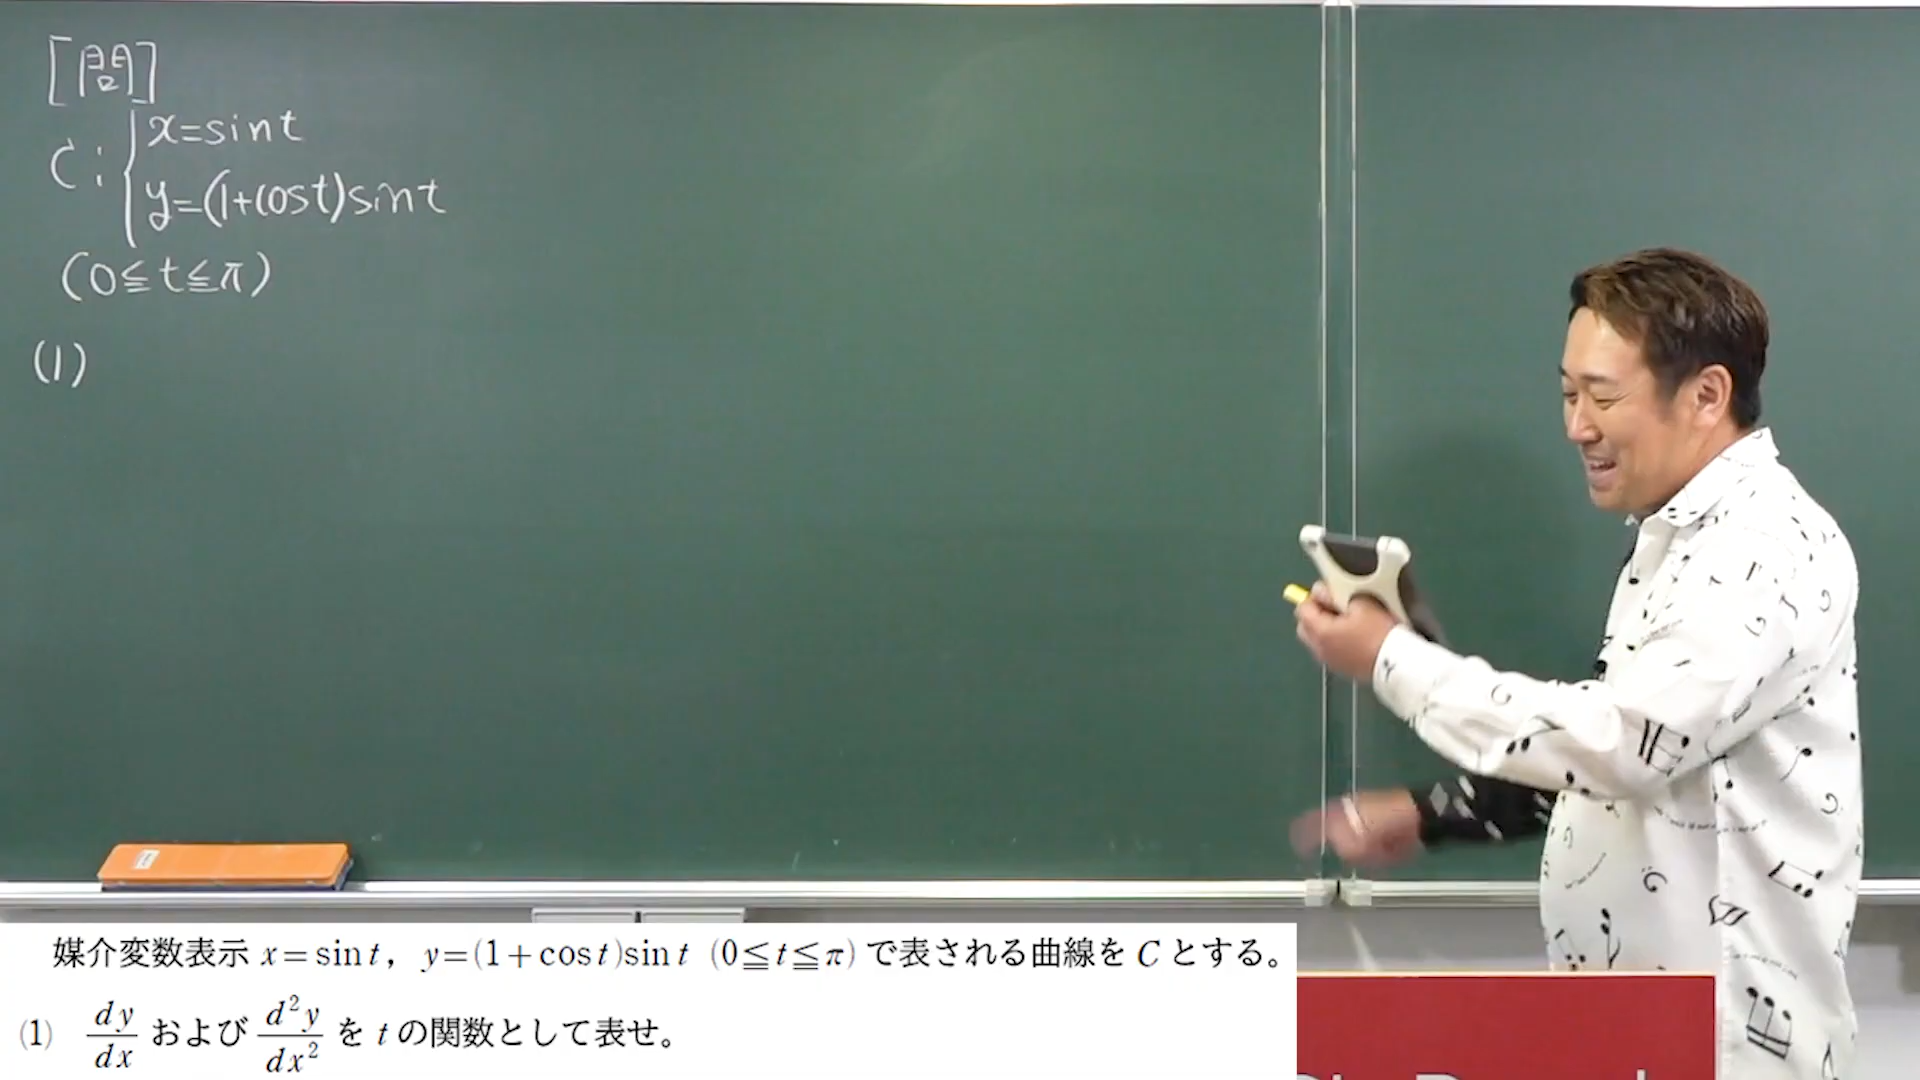 [問]
C: { x=sint
y=(1+cost)sint
(0≦t≦π)
(1)
媒介変数表示 x=sin t, y=(1+cos t)sin t (0≦t≦π) で表される曲線を C とする。
(1) dy/dx および d²y/dx² を t の関数として表せ。